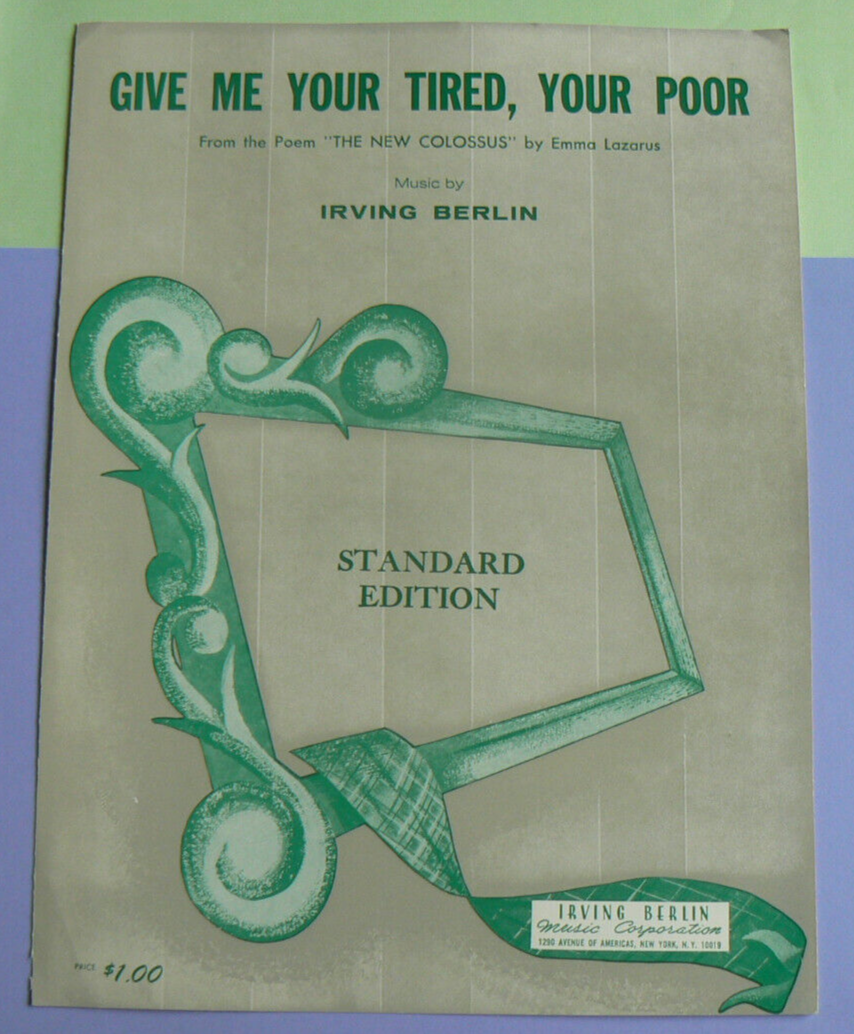 GIVE ME YOUR TIRED, YOUR POOR
From the Poem "THE NEW COLOSSUS" by Emma Lazarus
Music by
IRVING BERLIN
STANDARD
EDITION
IRVING BERLIN
Music Corporation
1290 AVENUE OF AMERICAS, NEW YORK, N.Y. 10019
PRICE $1.00